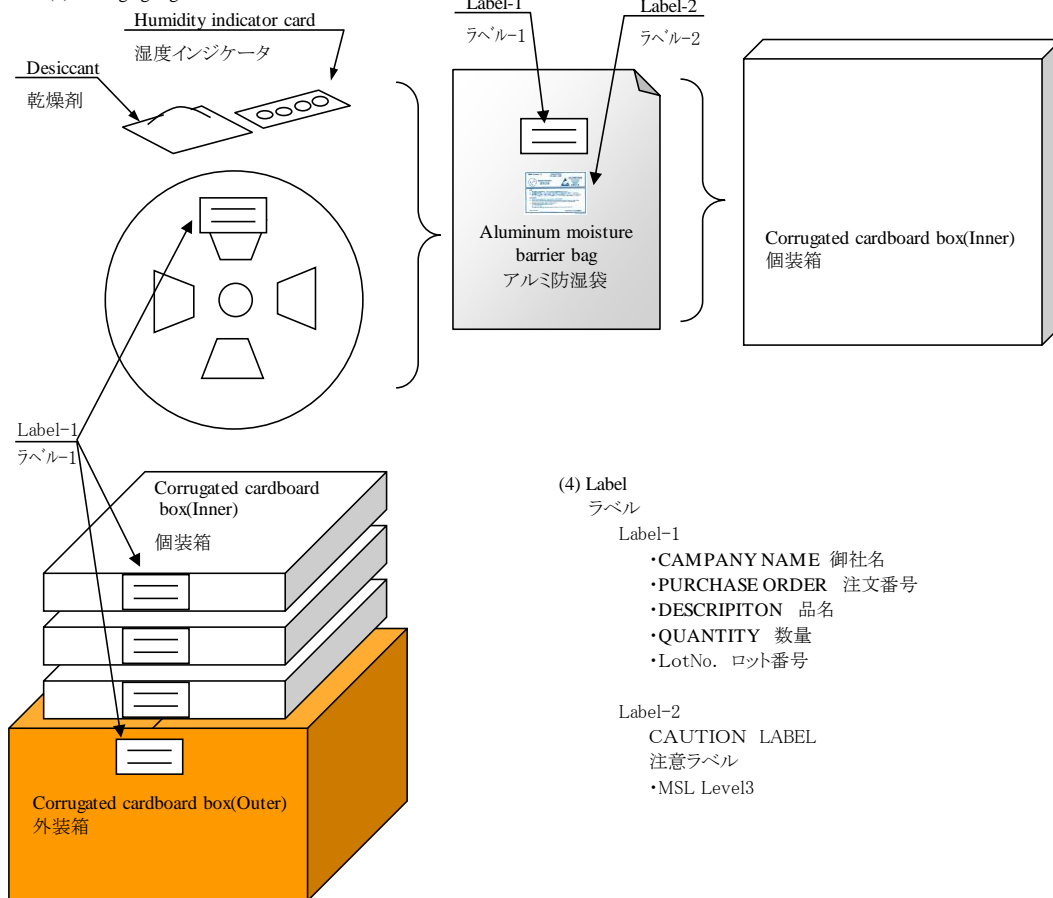 Humidity indicator card
湿度インジケータ
Desiccant
乾燥剤
Label-1
ラベル-1
Label-2
ラベル-2
Aluminum moisture
barrier bag
アルミ防湿袋
Corrugated cardboard box(Inner)
個装箱
Label-1
ラベル-1
Corrugated cardboard
box(Inner)
個装箱
Corrugated cardboard box(Outer)
外装箱
(4) Label
ラベル
Label-1
・CAMPANY NAME 御社名
・PURCHASE ORDER 注文番号
・DESCRIPITON 品名
・QUANTITY 数量
・LotNo. ロット番号
Label-2
CAUTION LABEL
注意ラベル
・MSL Level3